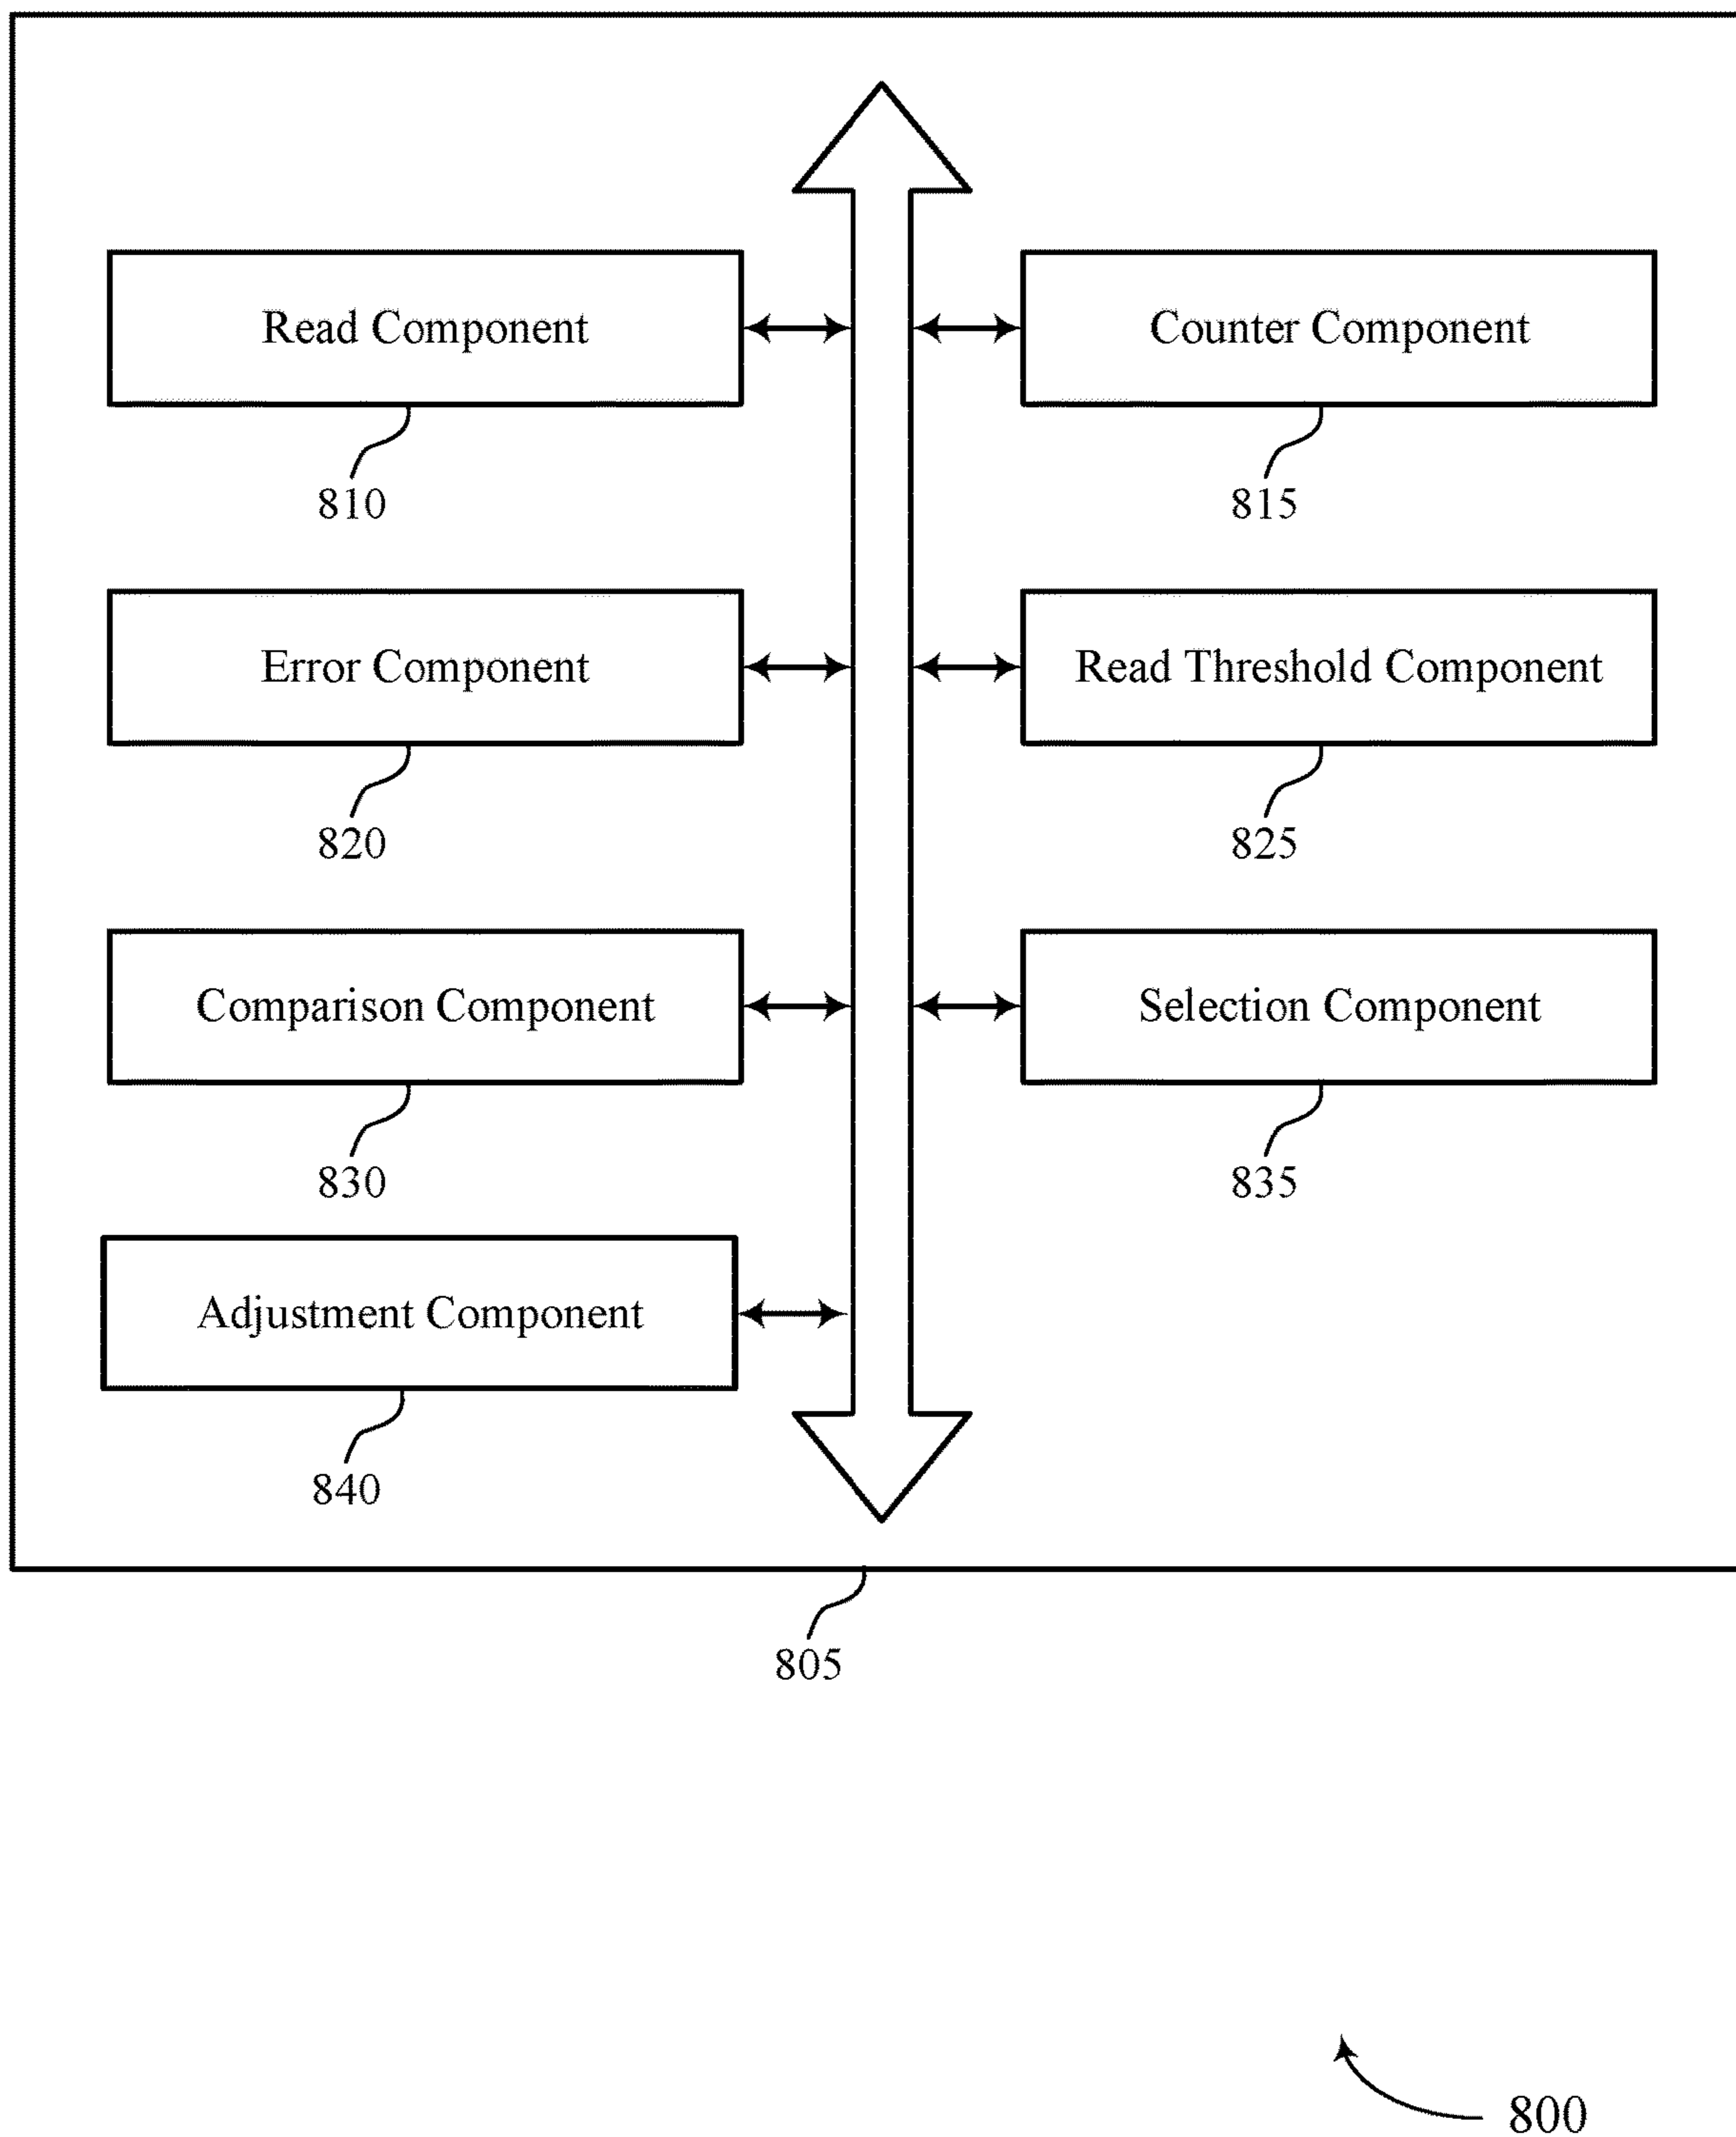 Read Component
Counter Component
810
815
Error Component
Read Threshold Component
820
825
Comparison Component
Selection Component
830
835
Adjustment Component
840
805
800